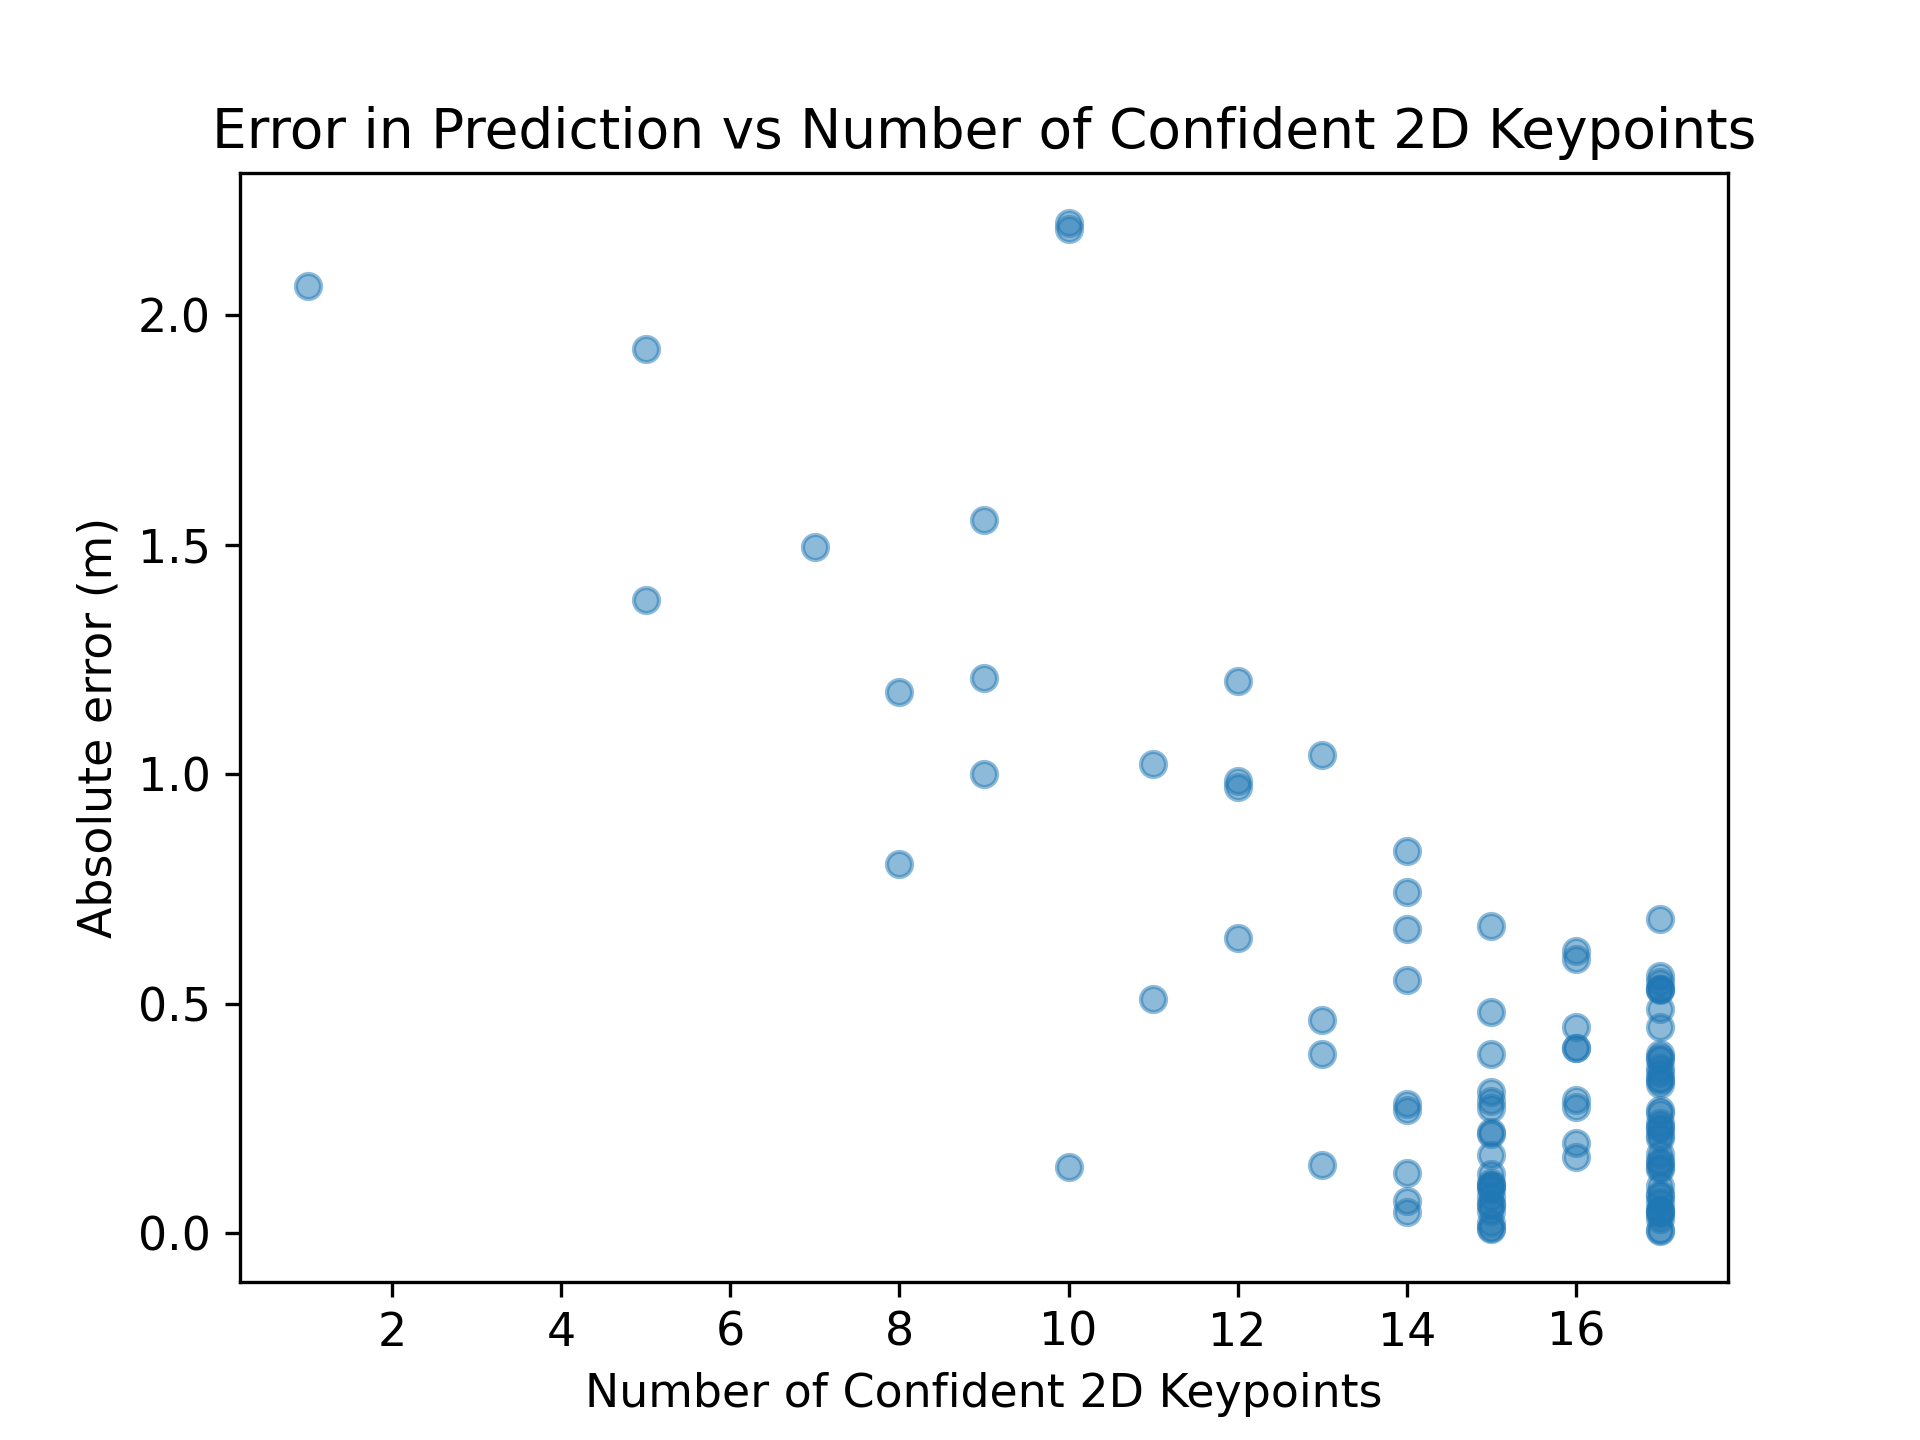 Error in Prediction vs Number of Confident 2D Keypoints
Absolute error (m)
2.0
1.5
1.0
0.5
0.0
2 4 6 8 10 12 14 16
Number of Confident 2D Keypoints